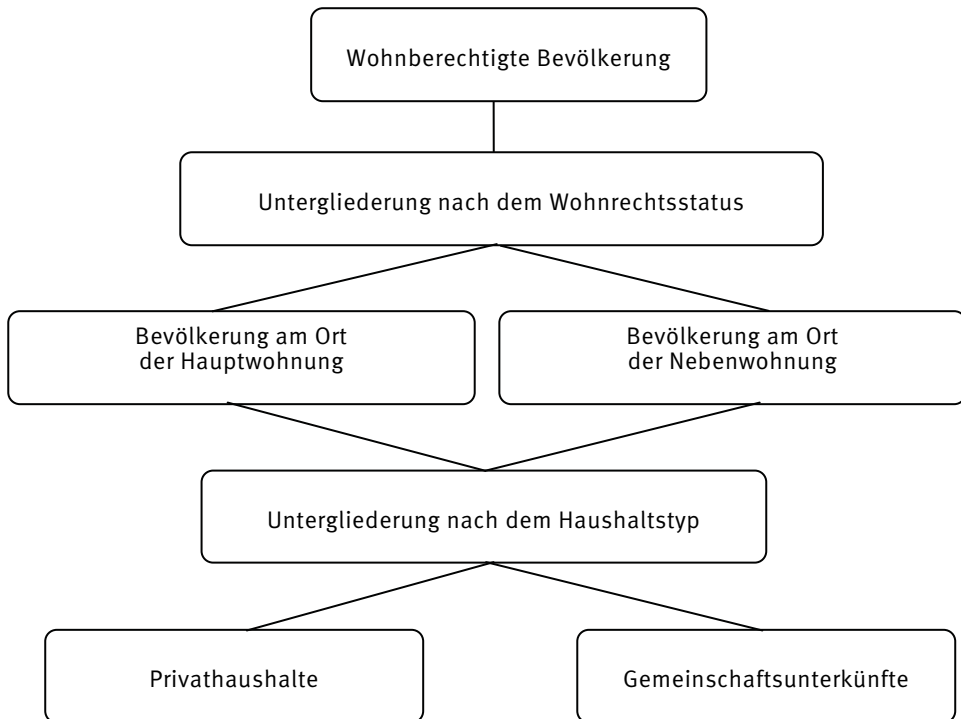 Wohnberechtigte Bevölkerung
Untergliederung nach dem Wohnrechtsstatus
Bevölkerung am Ort
der Hauptwohnung
Bevölkerung am Ort
der Nebenwohnung
Untergliederung nach dem Haushaltstyp
Privathaushalte
Gemeinschaftsunterkünfte